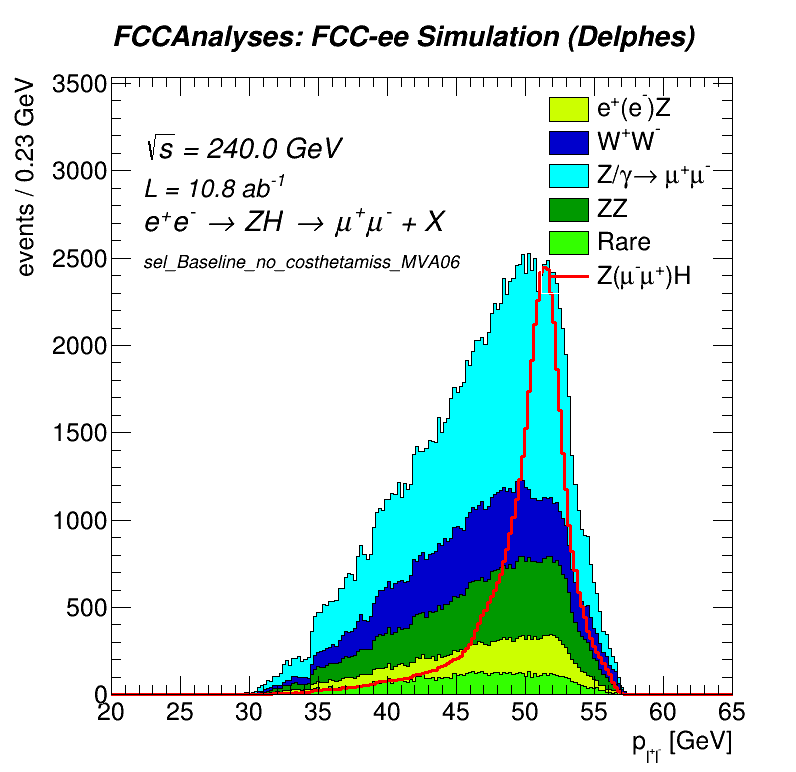 FCCAnalyses: FCC-ee Simulation (Delphes)
events / 0.23 GeV
3500
3000
2500
2000
1500
1000
500
0
√s = 240.0 GeV
L = 10.8 ab⁻¹
e⁺e⁻ → ZH → μ⁺μ⁻ + X
sel_Baseline_no_costhetamiss_MVA06
e⁺(e⁻)Z
W⁺W⁻
Z/γ→ μ⁺μ⁻
ZZ
Rare
Z(μ⁻μ⁺)H
20 25 30 35 40 45 50 55 60 65
p_l⁺l⁻ [GeV]